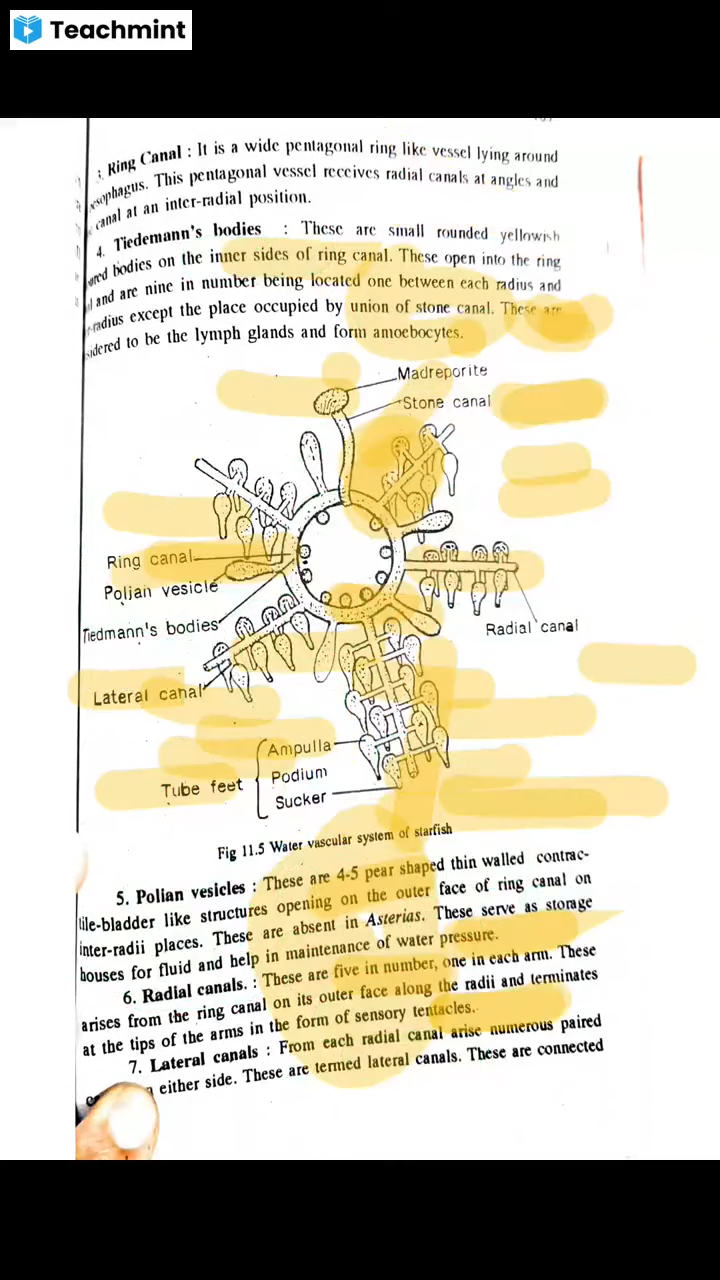 Teachmint
3. Ring Canal : It is a wide pentagonal ring like vessel lying around
oesophagus. This pentagonal vessel receives radial canals at angles and
canal at an inter-radial position.
4. Tiedemann's bodies : These are small rounded yellowish
bodies on the inner sides of ring canal. These open into the ring
and are nine in number being located one between each radius and
radius except the place occupied by union of stone canal. These are
sidered to be the lymph glands and form amoebocytes.
Madreporite
Stone canal
Ring canal
Polian vesicle
Tiedmann's bodies
Radial canal
Lateral canal
Ampulla
Tube feet
Podium
Sucker
Fig 11.5 Water vascular system of starfish
5. Polian vesicles : These are 4-5 pear shaped thin walled contrac-
tile-bladder like structures opening on the outer face of ring canal on
inter-radii places. These are absent in Asterias. These serve as storage
houses for fluid and help in maintenance of water pressure.
6. Radial canals. : These are five in number, one in each arm. These
arises from the ring canal on its outer face along the radii and terminates
at the tips of the arms in the form of sensory tentacles.
7. Lateral canals : From each radial canal arise numerous paired
either side. These are termed lateral canals. These are connected